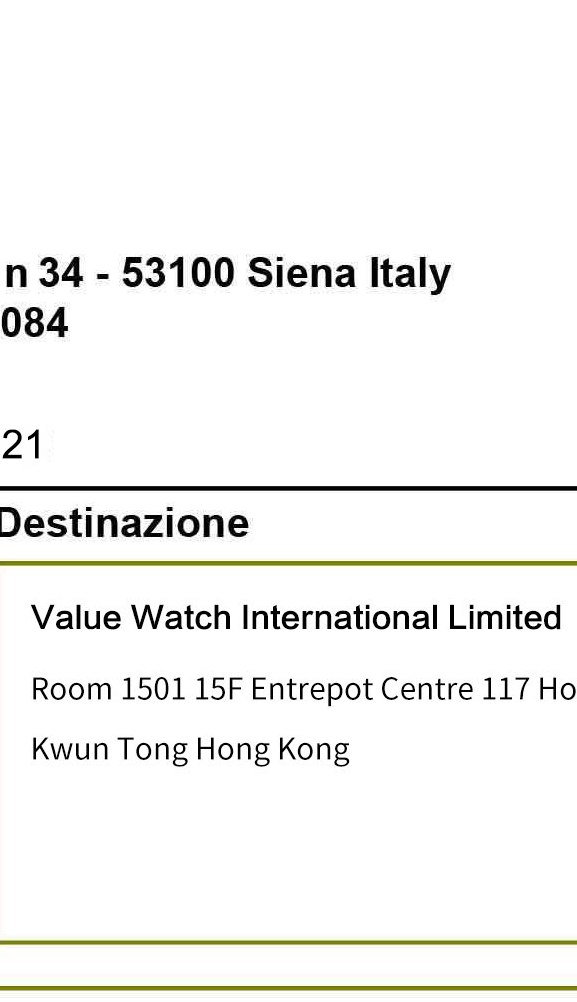 n 34 - 53100 Siena Italy
084
21
Destinazione
Value Watch International Limited
Room 1501 15F Entrepot Centre 117 Ho
Kwun Tong Hong Kong